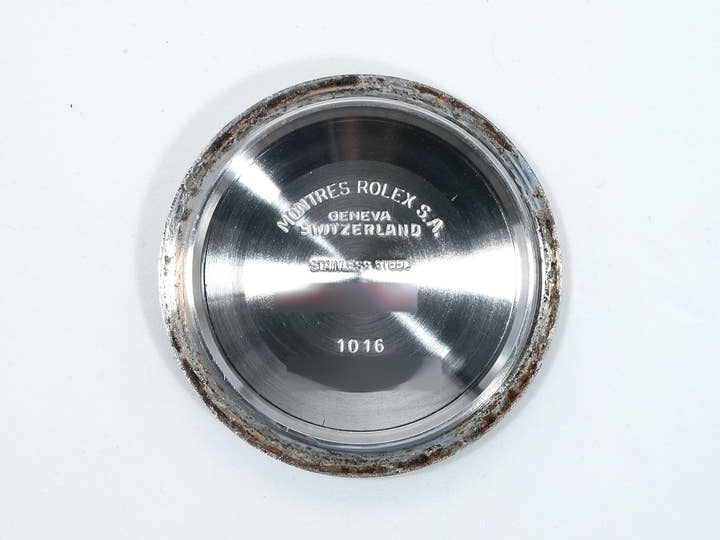 MONTRES ROLEX S.A.
GENEVA
SWITZERLAND
STAINLESS STEEL
1016